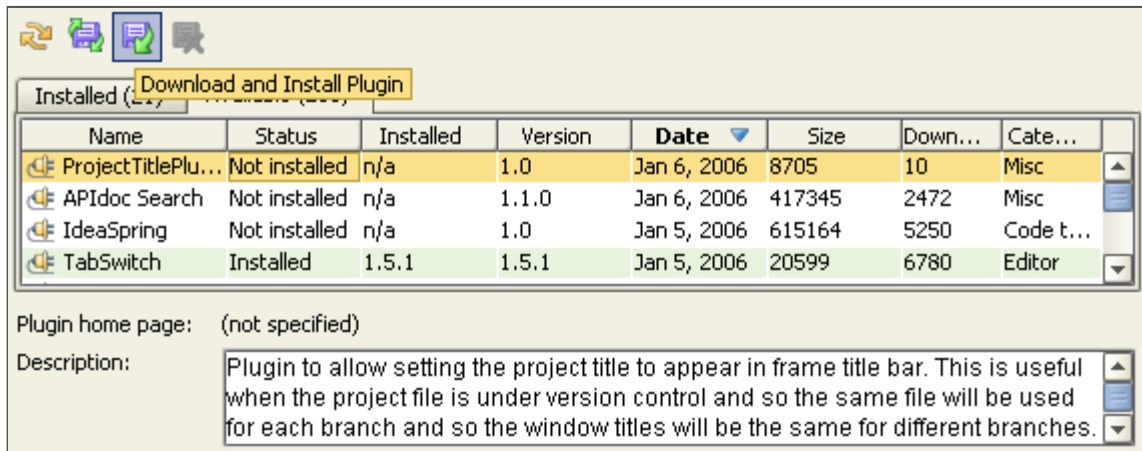 Download and Install Plugin
Installed (21)
Name Status Installed Version Date Size Down... Cate...
ProjectTitlePlu... Not installed n/a 1.0 Jan 6, 2006 8705 10 Misc
APIdoc Search Not installed n/a 1.1.0 Jan 6, 2006 417345 2472 Misc
IdeaSpring Not installed n/a 1.0 Jan 5, 2006 615164 5250 Code t...
TabSwitch Installed 1.5.1 1.5.1 Jan 5, 2006 20599 6780 Editor
Plugin home page: (not specified)
Description:
Plugin to allow setting the project title to appear in frame title bar. This is useful
when the project file is under version control and so the same file will be used
for each branch and so the window titles will be the same for different branches.